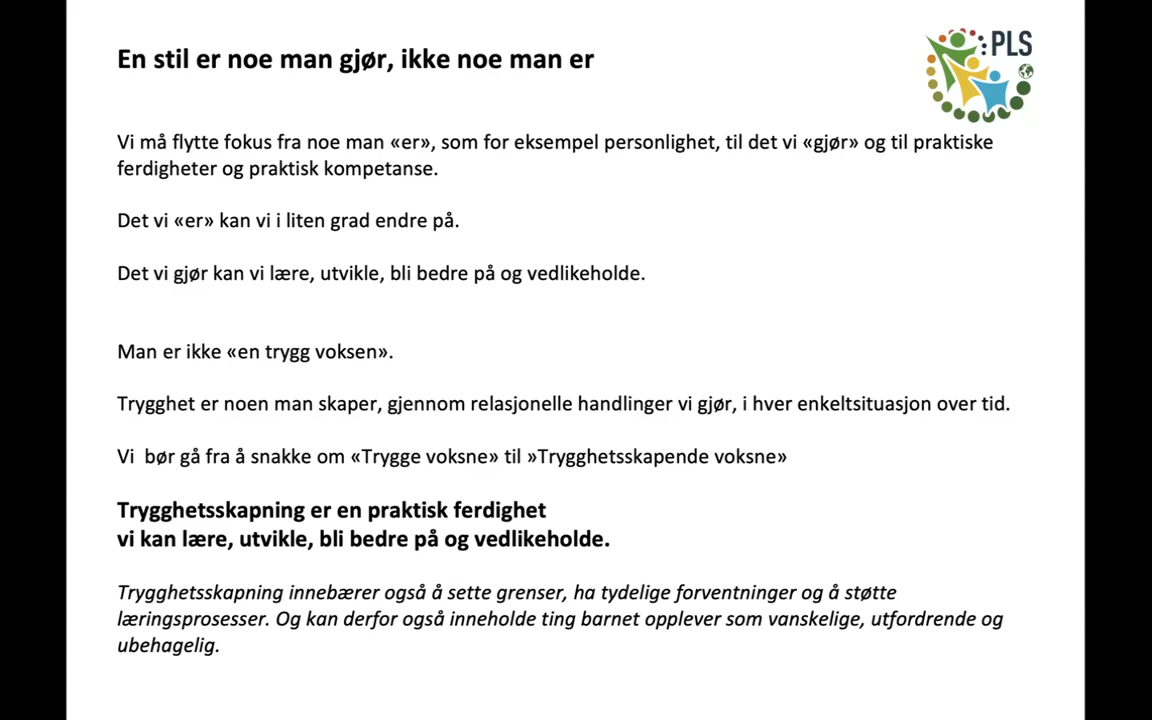 En stil er noe man gjør, ikke noe man er
:PLS
Vi må flytte fokus fra noe man «er», som for eksempel personlighet, til det vi «gjør» og til praktiske
ferdigheter og praktisk kompetanse.
Det vi «er» kan vi i liten grad endre på.
Det vi gjør kan vi lære, utvikle, bli bedre på og vedlikeholde.
Man er ikke «en trygg voksen».
Trygghet er noen man skaper, gjennom relasjonelle handlinger vi gjør, i hver enkeltsituasjon over tid.
Vi  bør gå fra å snakke om «Trygge voksne» til »Trygghetsskapende voksne»
Trygghetsskapning er en praktisk ferdighet
vi kan lære, utvikle, bli bedre på og vedlikeholde.
Trygghetsskapning innebærer også å sette grenser, ha tydelige forventninger og å støtte
læringsprosesser. Og kan derfor også inneholde ting barnet opplever som vanskelige, utfordrende og
ubehagelig.